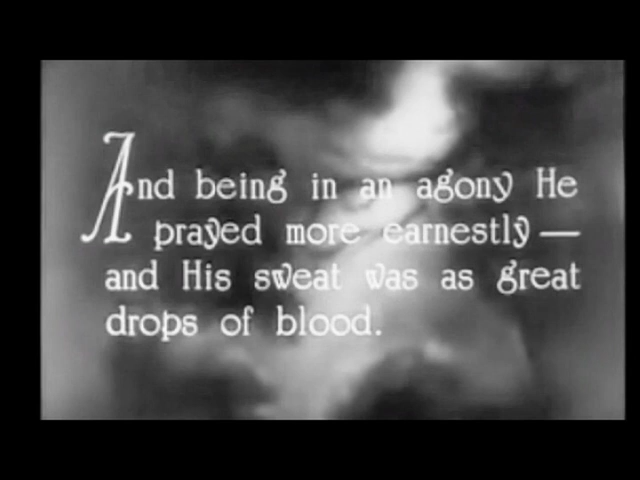 And being in an agony He
prayed more earnestly —
and His sweat was as great
drops of blood.